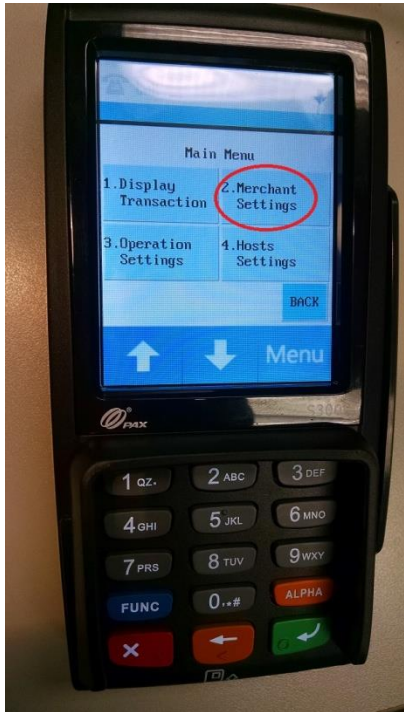 Main Menu
1.Display Transaction
2.Merchant Settings
3.Operation Settings
4.Hosts Settings
BACK
Menu
PAX
S300
1 QZ.
2 ABC
3 DEF
4 GHI
5 JKL
6 MNO
7 PRS
8 TUV
9 WXY
FUNC
0,*#
ALPHA